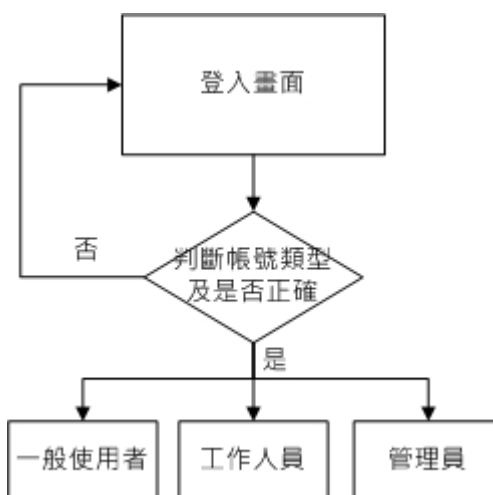 登入畫面
否
判斷帳號類型
及是否正確
是
一般使用者
工作人員
管理員